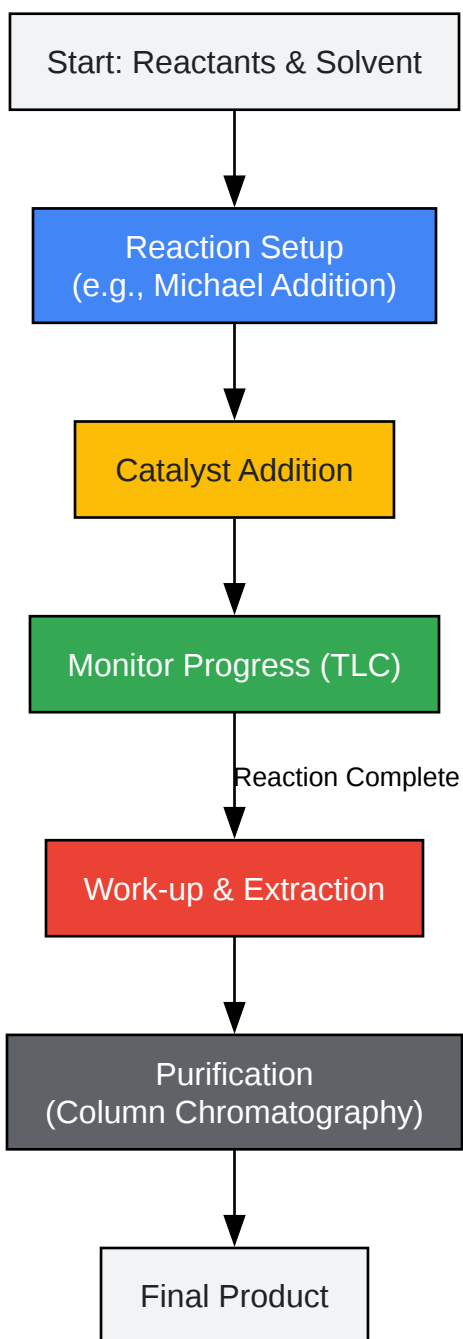 Start: Reactants & Solvent
Reaction Setup
(e.g., Michael Addition)
Catalyst Addition
Monitor Progress (TLC)
Reaction Complete
Work-up & Extraction
Purification
(Column Chromatography)
Final Product